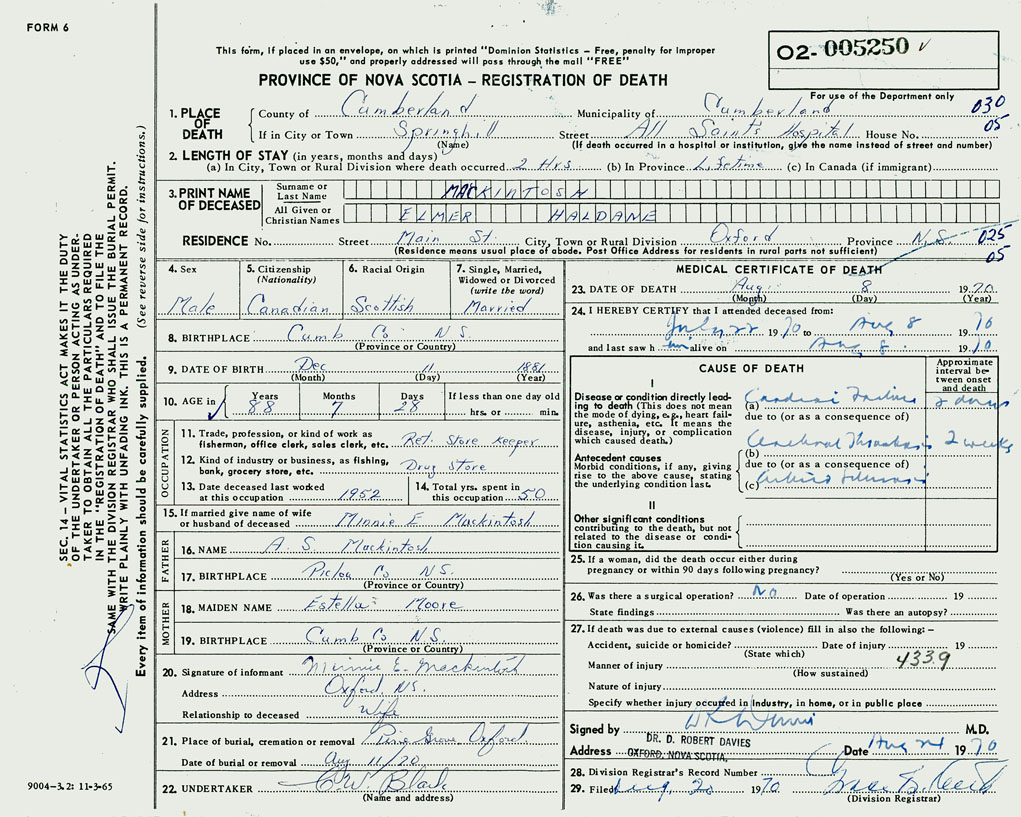 FORM 6
This form, if placed in an envelope, on which is printed "Dominion Statistics – Free, penalty for improper
use $50," and properly addressed will pass through the mail "FREE"
02- 005250
PROVINCE OF NOVA SCOTIA – REGISTRATION OF DEATH
For use of the Department only
1. PLACE OF DEATH
County of Cumberland Municipality of Cumberland 030
If in City or Town Springhill Street All Saints Hospital House No. 05
(Name) (If death occurred in a hospital or institution, give the name instead of street and number)
2. LENGTH OF STAY (in years, months and days)
(a) In City, Town or Rural Division where death occurred 2 Hrs (b) In Province Lifetime (c) In Canada (if immigrant)
3. PRINT NAME OF DECEASED
Surname or Last Name MACKINTOSH
All Given or Christian Names ELMER HALDANE
RESIDENCE No. Street Main St. City, Town or Rural Division Oxford Province N.S. 025
(Residence means usual place of abode. Post Office Address for residents in rural parts not sufficient) 05
4. Sex
Male
5. Citizenship (Nationality)
Canadian
6. Racial Origin
Scottish
7. Single, Married, Widowed or Divorced (write the word)
Married
8. BIRTHPLACE Cumb Co N.S.
(Province or Country)
9. DATE OF BIRTH Dec 11 1881
(Month) (Day) (Year)
10. AGE in Years Months Days If less than one day old
88 7 28 hrs. or min.
OCCUPATION
11. Trade, profession, or kind of work as fisherman, office clerk, sales clerk, etc. Ret. Store Keeper
12. Kind of industry or business, as fishing, bank, grocery store, etc. Drug Store
13. Date deceased last worked at this occupation 1952
14. Total yrs. spent in this occupation 50
15. If married give name of wife or husband of deceased Minnie E Mackintosh
FATHER
16. NAME A. S. Mackintosh
17. BIRTHPLACE Pictou Co N.S.
(Province or Country)
MOTHER
18. MAIDEN NAME Estella Moore
19. BIRTHPLACE Cumb Co N.S.
(Province or Country)
20. Signature of informant Minnie E. Mackintosh
Address Oxford, N.S.
Relationship to deceased Wife
21. Place of burial, cremation or removal Pine Grove Oxford
Date of burial or removal Aug 11/70
22. UNDERTAKER
(Name and address)
MEDICAL CERTIFICATE OF DEATH
23. DATE OF DEATH Aug 8 1970
(Month) (Day) (Year)
24. I HEREBY CERTIFY that I attended deceased from:
July 22 1970 to Aug 8 1970
and last saw h im alive on Aug 8 1970
CAUSE OF DEATH
Approximate interval between onset and death
I
Disease or condition directly leading to death (This does not mean the mode of dying, e.g., heart failure, asthenia, etc. It means the disease, injury, or complication which caused death.)
(a) Cardiac Failure 2 days
due to (or as a consequence of)
(b) Cerebral Thrombosis 2 weeks
Antecedent causes
Morbid conditions, if any, giving rise to the above cause, stating the underlying condition last.
due to (or as a consequence of)
(c)
II
Other significant conditions
contributing to the death, but not related to the disease or condition causing it.
25. If a woman, did the death occur either during pregnancy or within 90 days following pregnancy?
(Yes or No)
26. Was there a surgical operation? No Date of operation 19
State findings Was there an autopsy?
27. If death was due to external causes (violence) fill in also the following: –
Accident, suicide or homicide? Date of injury 19
(State which)
Manner of injury 4339
(How sustained)
Nature of injury
Specify whether injury occurred in Industry, in home, or in public place
Signed by M.D.
DR. D. ROBERT DAVIES
Address OXFORD, NOVA SCOTIA, Date Aug 1970
28. Division Registrar's Record Number
29. Filed Aug. 20 1970
(Division Registrar)
SEC. 14 – VITAL STATISTICS ACT MAKES IT THE DUTY
OF THE UNDERTAKER OR PERSON ACTING AS UNDER-
TAKER TO OBTAIN ALL THE PARTICULARS REQUIRED
IN THE "REGISTRATION OF DEATH" AND TO FILE THE
SAME WITH THE DIVISION REGISTRAR WHO SHALL ISSUE THE BURIAL PERMIT.
WRITE PLAINLY WITH UNFADING INK. THIS IS A PERMANENT RECORD.
Every item of information should be carefully supplied. (See reverse side for instructions.)
9004-3.2: 11-3-65